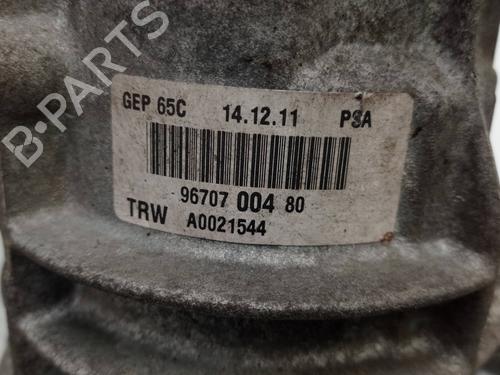 B-PARTS
GEP 65C 14.12.11 PSA
96707 004 80
TRW A0021544